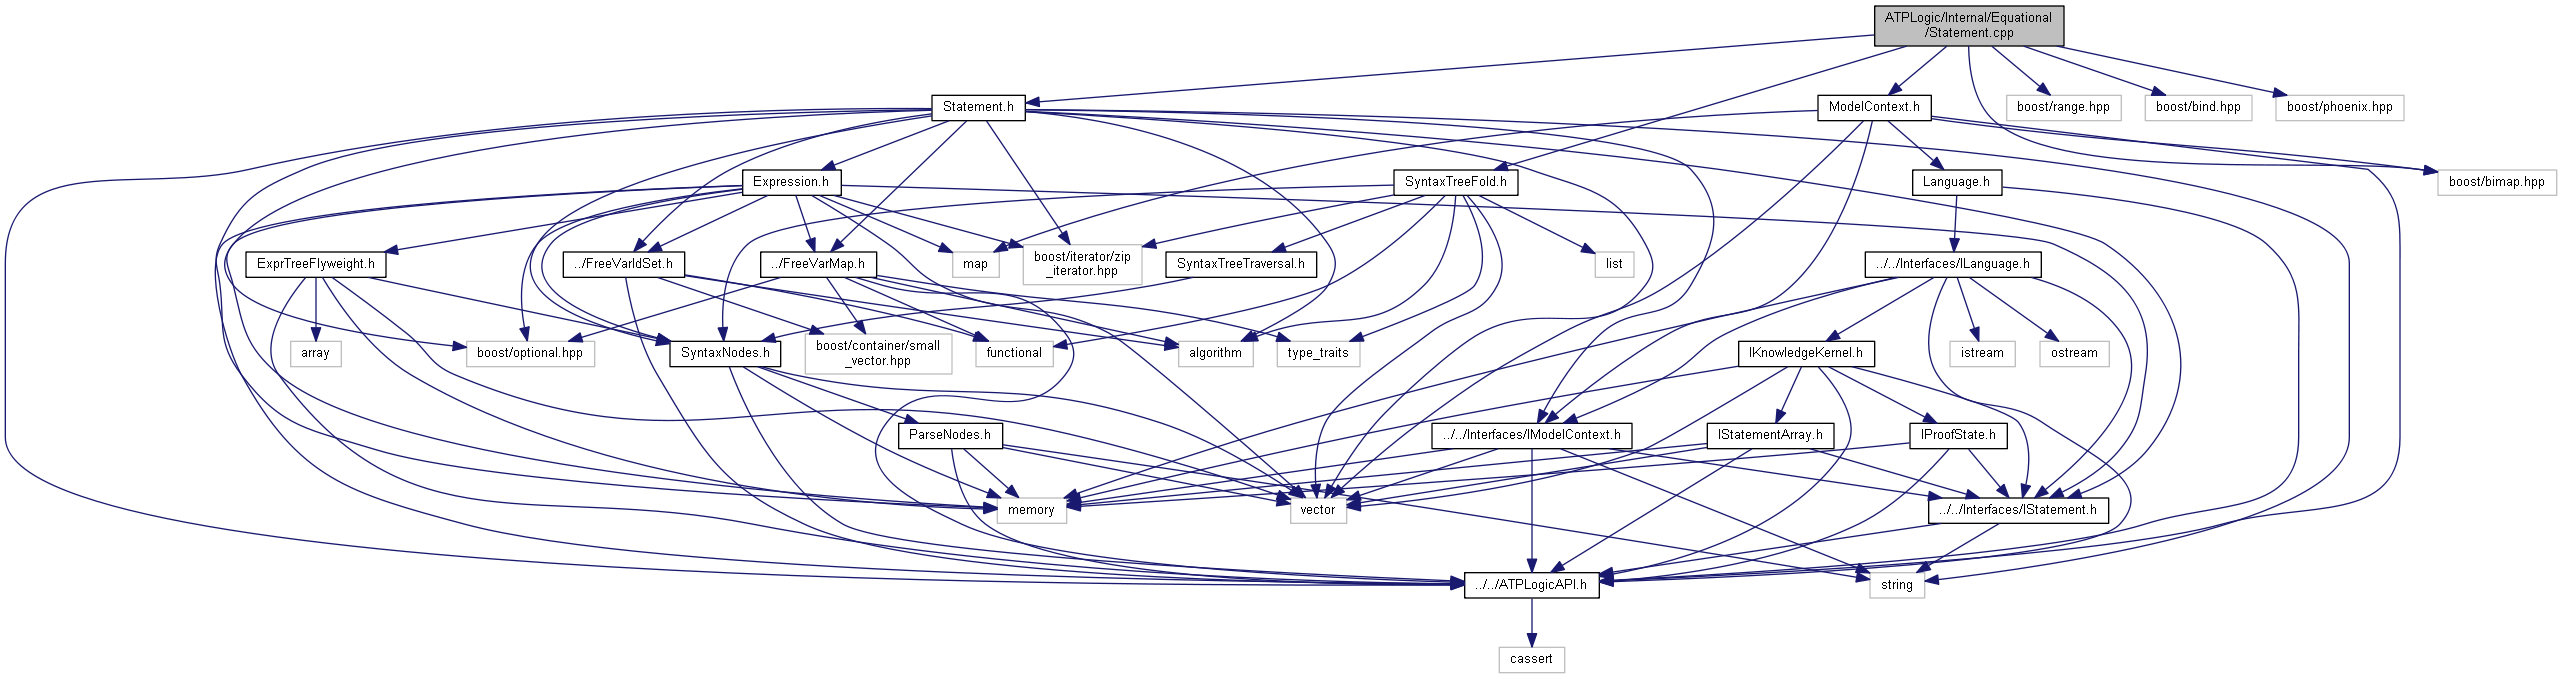 ATPLogic/Internal/Equational
/Statement.cpp
Statement.h
ModelContext.h
boost/range.hpp
boost/bind.hpp
boost/phoenix.hpp
Expression.h
SyntaxTreeFold.h
Language.h
boost/bimap.hpp
ExprTreeFlyweight.h
../FreeVarIdSet.h
../FreeVarMap.h
map
boost/iterator/zip
_iterator.hpp
SyntaxTreeTraversal.h
list
../../Interfaces/ILanguage.h
array
boost/optional.hpp
SyntaxNodes.h
boost/container/small
_vector.hpp
functional
algorithm
type_traits
IKnowledgeKernel.h
istream
ostream
ParseNodes.h
../../Interfaces/IModelContext.h
IStatementArray.h
IProofState.h
memory
vector
../../Interfaces/IStatement.h
../../ATPLogicAPI.h
string
cassert